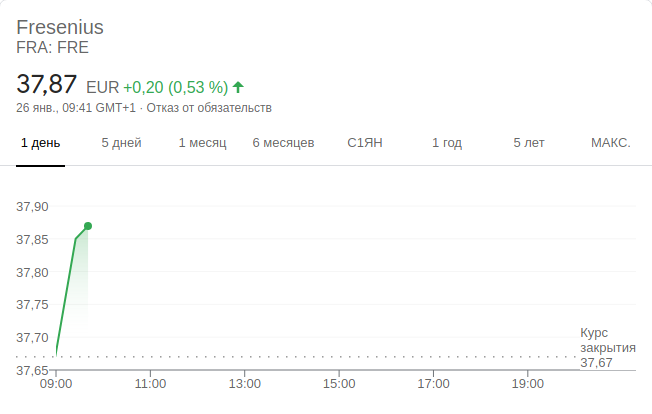 Fresenius
FRA: FRE
37,87 EUR +0,20 (0,53 %)
26 янв., 09:41 GMT+1 · Отказ от обязательств
1 день 5 дней 1 месяц 6 месяцев С1ЯН 1 год 5 лет МАКС.
37,90
37,85
37,80
37,75
37,70
37,65
Курс
закрытия
37,67
09:00 11:00 13:00 15:00 17:00 19:00